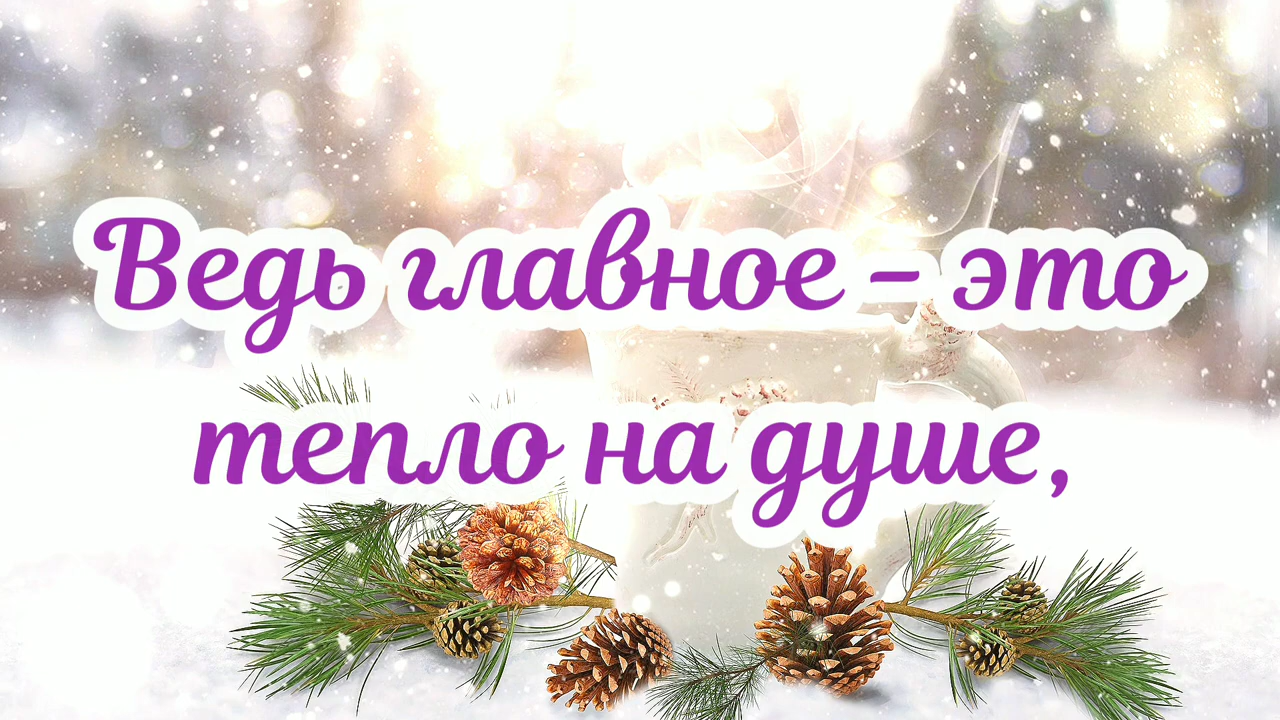 Ведь главное – это
тепло на душе,